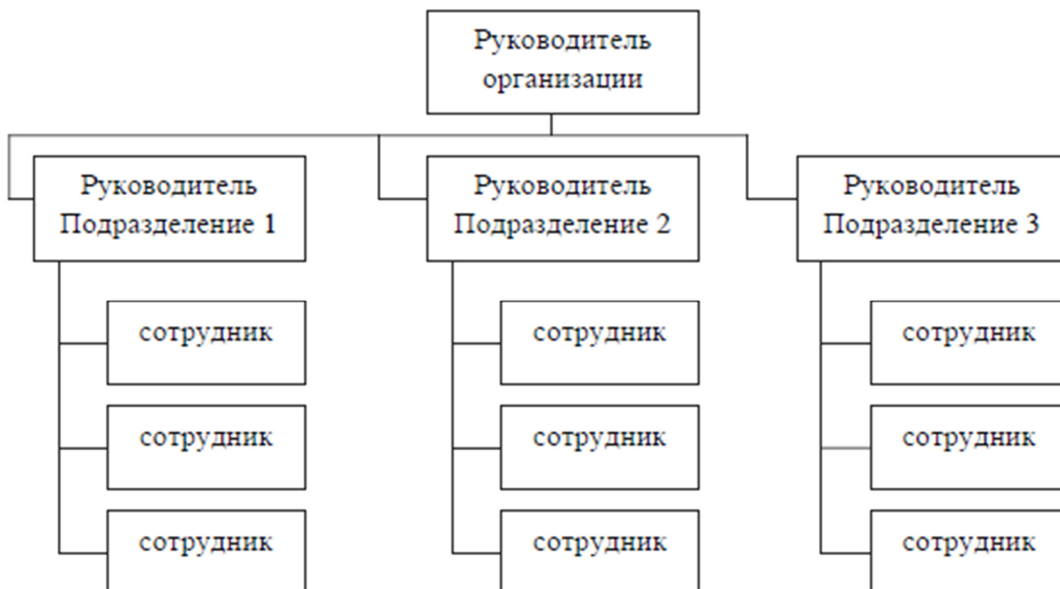 Руководитель
организации
Руководитель
Подразделение 1
Руководитель
Подразделение 2
Руководитель
Подразделение 3
сотрудник
сотрудник
сотрудник
сотрудник
сотрудник
сотрудник
сотрудник
сотрудник
сотрудник